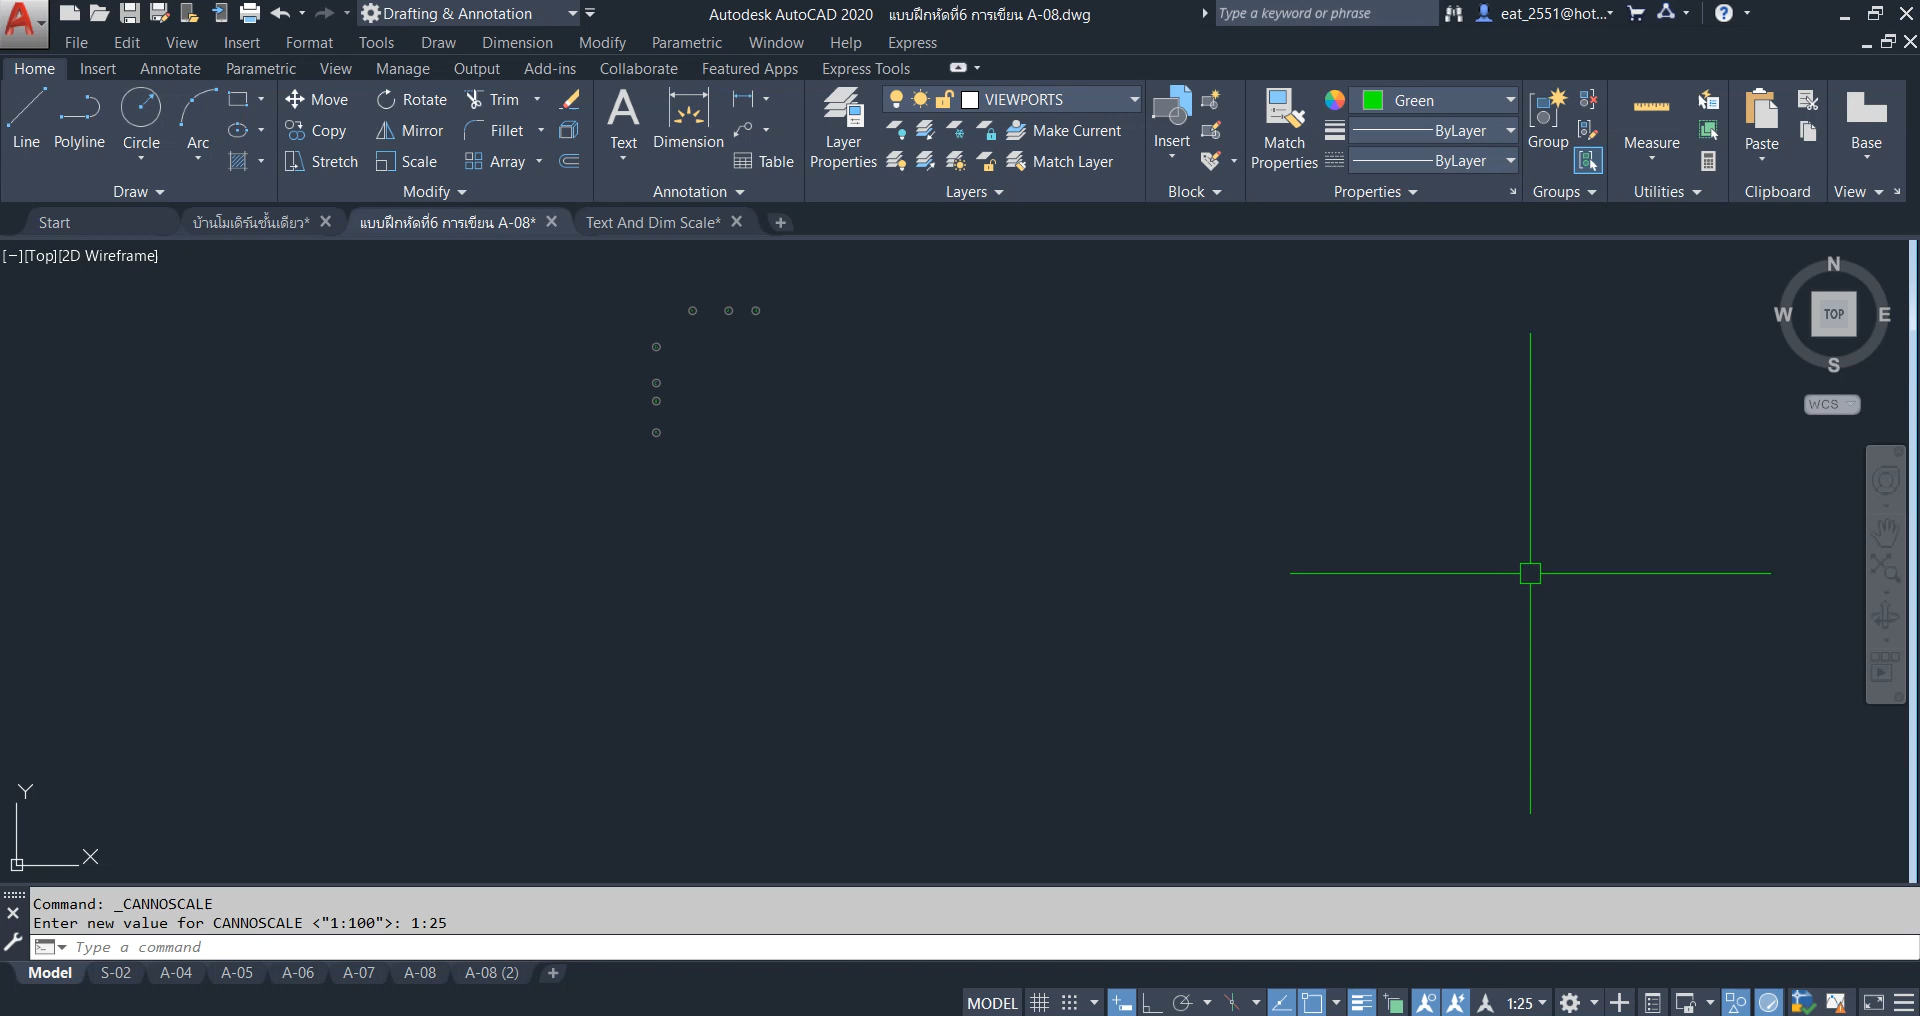 Drafting & Annotation
Autodesk AutoCAD 2020 แบบฝึกหัดที่6 การเขียน A-08.dwg
Type a keyword or phrase
eat_2551@hot...
File Edit View Insert Format Tools Draw Dimension Modify Parametric Window Help Express
Home Insert Annotate Parametric View Manage Output Add-ins Collaborate Featured Apps Express Tools
Line Polyline Circle Arc
Move Rotate Trim
Copy Mirror Fillet
Stretch Scale Array
Text Dimension Table
Layer Properties
VIEWPORTS
Make Current
Match Layer
Insert
Match Properties
Green
ByLayer
ByLayer
Group
Measure
Paste
Base
Draw Modify Annotation Layers Block Properties Groups Utilities Clipboard View
Start บ้านโมเดิร์นชั้นเดียว* แบบฝึกหัดที่6 การเขียน A-08* Text And Dim Scale*
[−][Top][2D Wireframe]
N
W TOP E
S
WCS
Y
X
Command: _CANNOSCALE
Enter new value for CANNOSCALE <"1:100">: 1:25
Type a command
Model S-02 A-04 A-05 A-06 A-07 A-08 A-08 (2)
MODEL 1:25